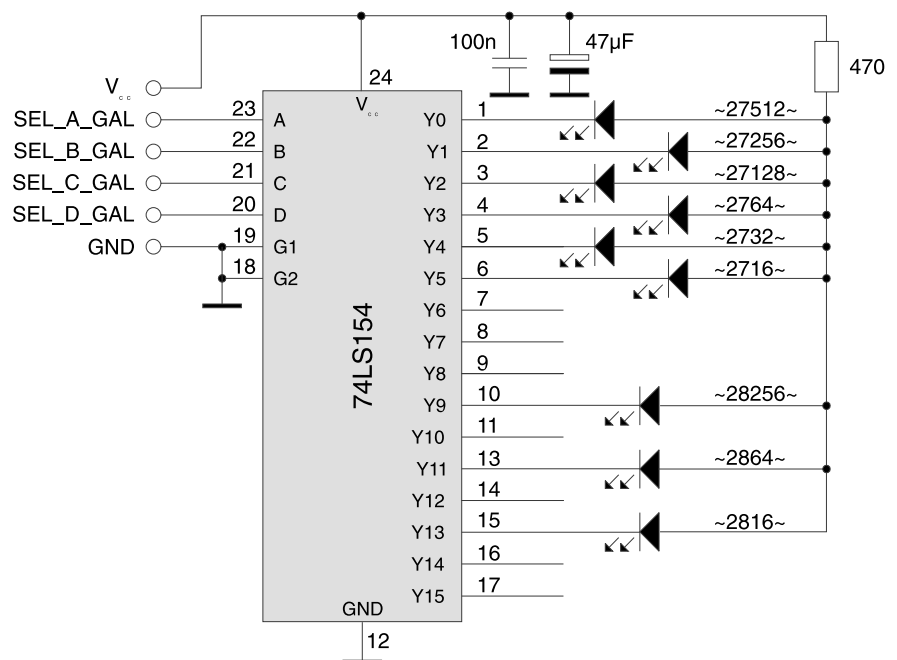 100n
47µF
470
24
Vcc
Vcc
SEL_A_GAL
23
A
Y0
1
~27512~
SEL_B_GAL
22
B
Y1
2
~27256~
SEL_C_GAL
21
C
Y2
3
~27128~
SEL_D_GAL
20
D
Y3
4
~2764~
GND
19
G1
Y4
5
~2732~
18
G2
Y5
6
~2716~
74LS154
Y6
7
Y7
8
Y8
9
Y9
10
~28256~
Y10
11
Y11
13
~2864~
Y12
14
Y13
15
~2816~
Y14
16
Y15
17
GND
12